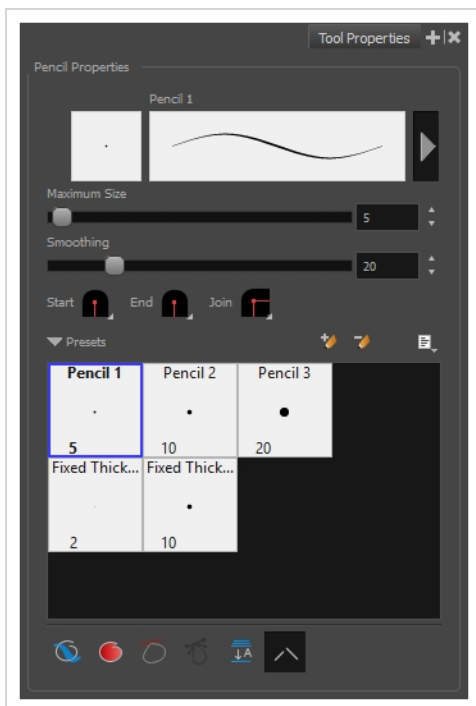 Tool Properties
Pencil Properties
Pencil 1
Maximum Size
5
Smoothing
20
Start End Join
Presets
Pencil 1 Pencil 2 Pencil 3
5 10 20
Fixed Thick... Fixed Thick...
2 10
A